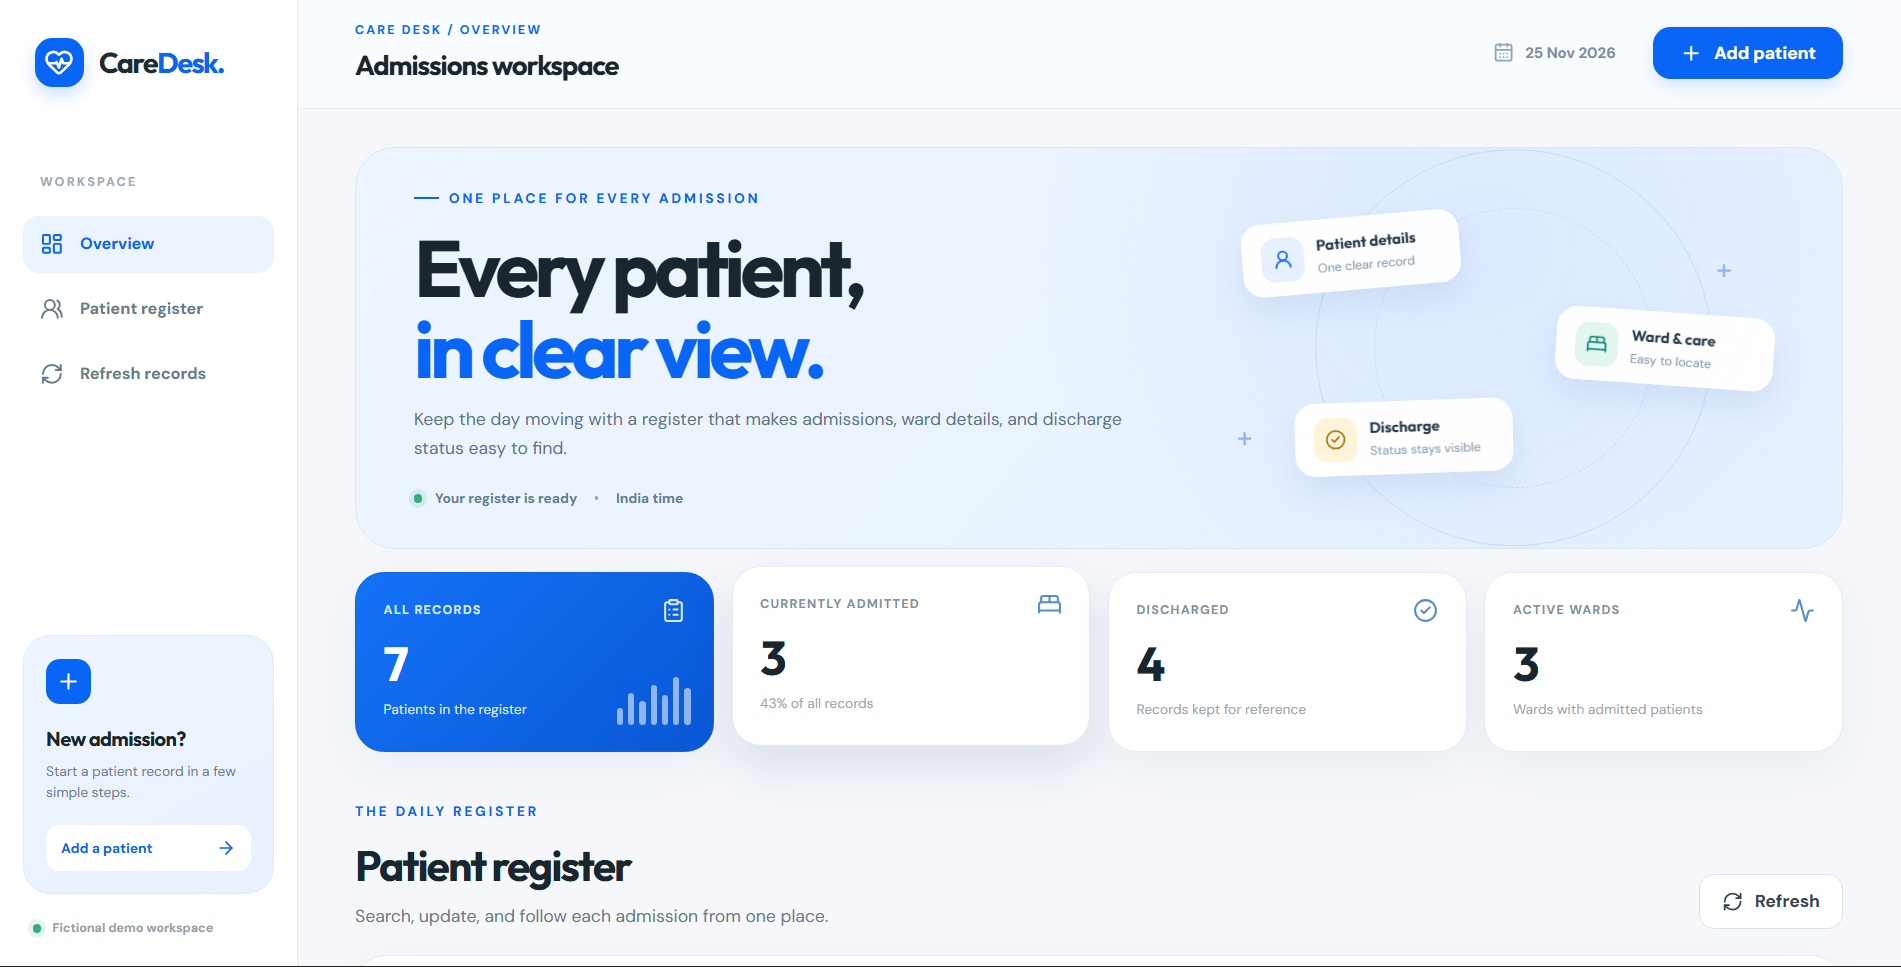 CareDesk.
WORKSPACE
Overview
Patient register
Refresh records
New admission?
Start a patient record in a few
simple steps.
Add a patient
Fictional demo workspace
CARE DESK / OVERVIEW
Admissions workspace
25 Nov 2026
Add patient
ONE PLACE FOR EVERY ADMISSION
Every patient,
in clear view.
Keep the day moving with a register that makes admissions, ward details, and discharge
status easy to find.
Your register is ready • India time
Patient details
One clear record
Ward & care
Easy to locate
Discharge
Status stays visible
ALL RECORDS
7
Patients in the register
CURRENTLY ADMITTED
3
43% of all records
DISCHARGED
4
Records kept for reference
ACTIVE WARDS
3
Wards with admitted patients
THE DAILY REGISTER
Patient register
Search, update, and follow each admission from one place.
Refresh